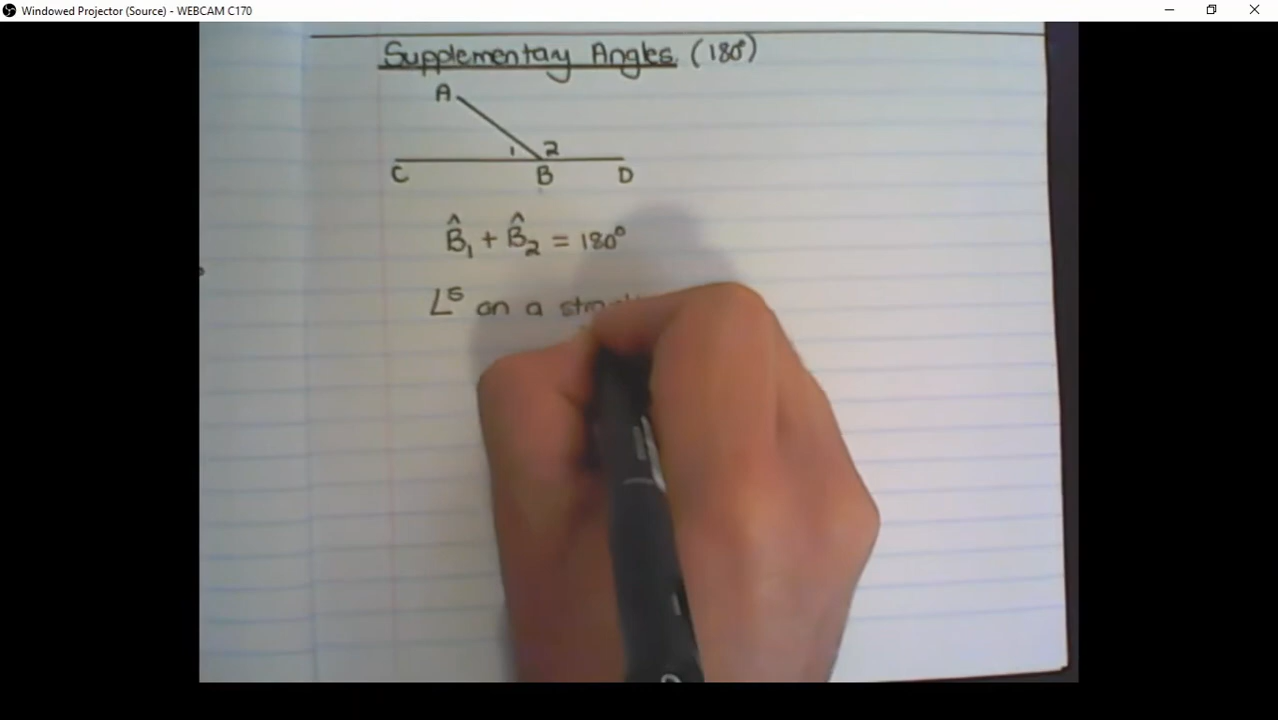 Windowed Projector (Source) - WEBCAM C170
Supplementary Angles (180°)
A
1 2
C B D
B̂₁ + B̂₂ = 180°
∠ˢ on a